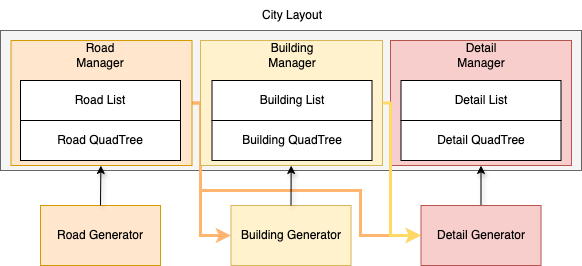 City Layout
Road
Manager
Building
Manager
Detail
Manager
Road List
Building List
Detail List
Road QuadTree
Building QuadTree
Detail QuadTree
Road Generator
Building Generator
Detail Generator